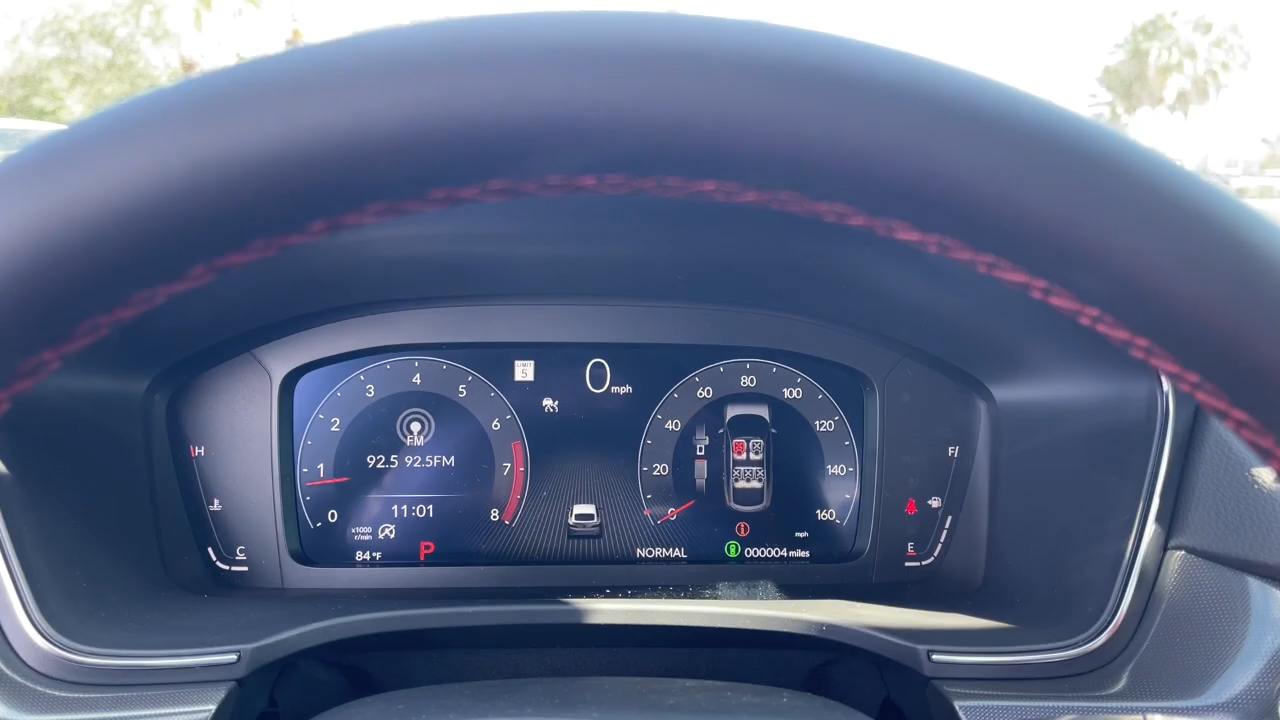 LIMIT
5
0 mph
0
1
2
3
4
5
6
7
8
FM
92.5 92.5FM
11:01
x1000
r/min
84°F
P
0
20
40
60
80
100
120
140
160
mph
NORMAL
000004 miles
H
C
F
E